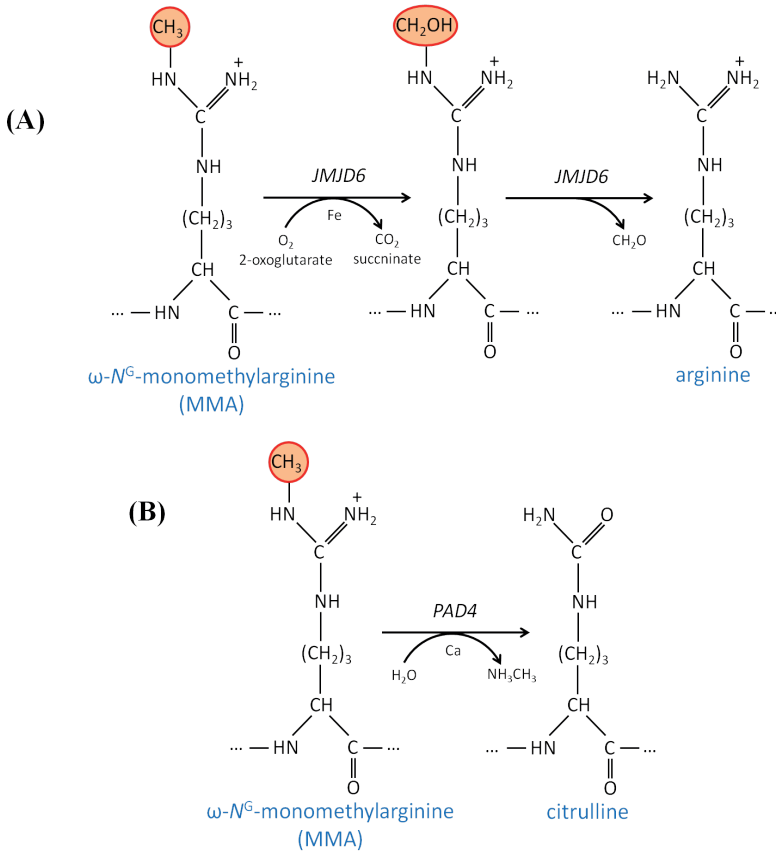 (A)
CH₃
HN
+
NH₂
C
NH
(CH₂)₃
CH
... — HN
C — ...
O
ω-Nᴳ-monomethylarginine
(MMA)
JMJD6
Fe
O₂
2-oxoglutarate
CO₂
succninate
CH₂OH
HN
+
NH₂
C
NH
(CH₂)₃
CH
... — HN
C — ...
O
JMJD6
CH₂O
H₂N
+
NH₂
C
NH
(CH₂)₃
CH
... — HN
C — ...
O
arginine
(B)
CH₃
HN
+
NH₂
C
NH
(CH₂)₃
CH
... — HN
C — ...
O
ω-Nᴳ-monomethylarginine
(MMA)
PAD4
Ca
H₂O
NH₃CH₃
H₂N
O
C
NH
(CH₂)₃
CH
... — HN
C — ...
O
citrulline